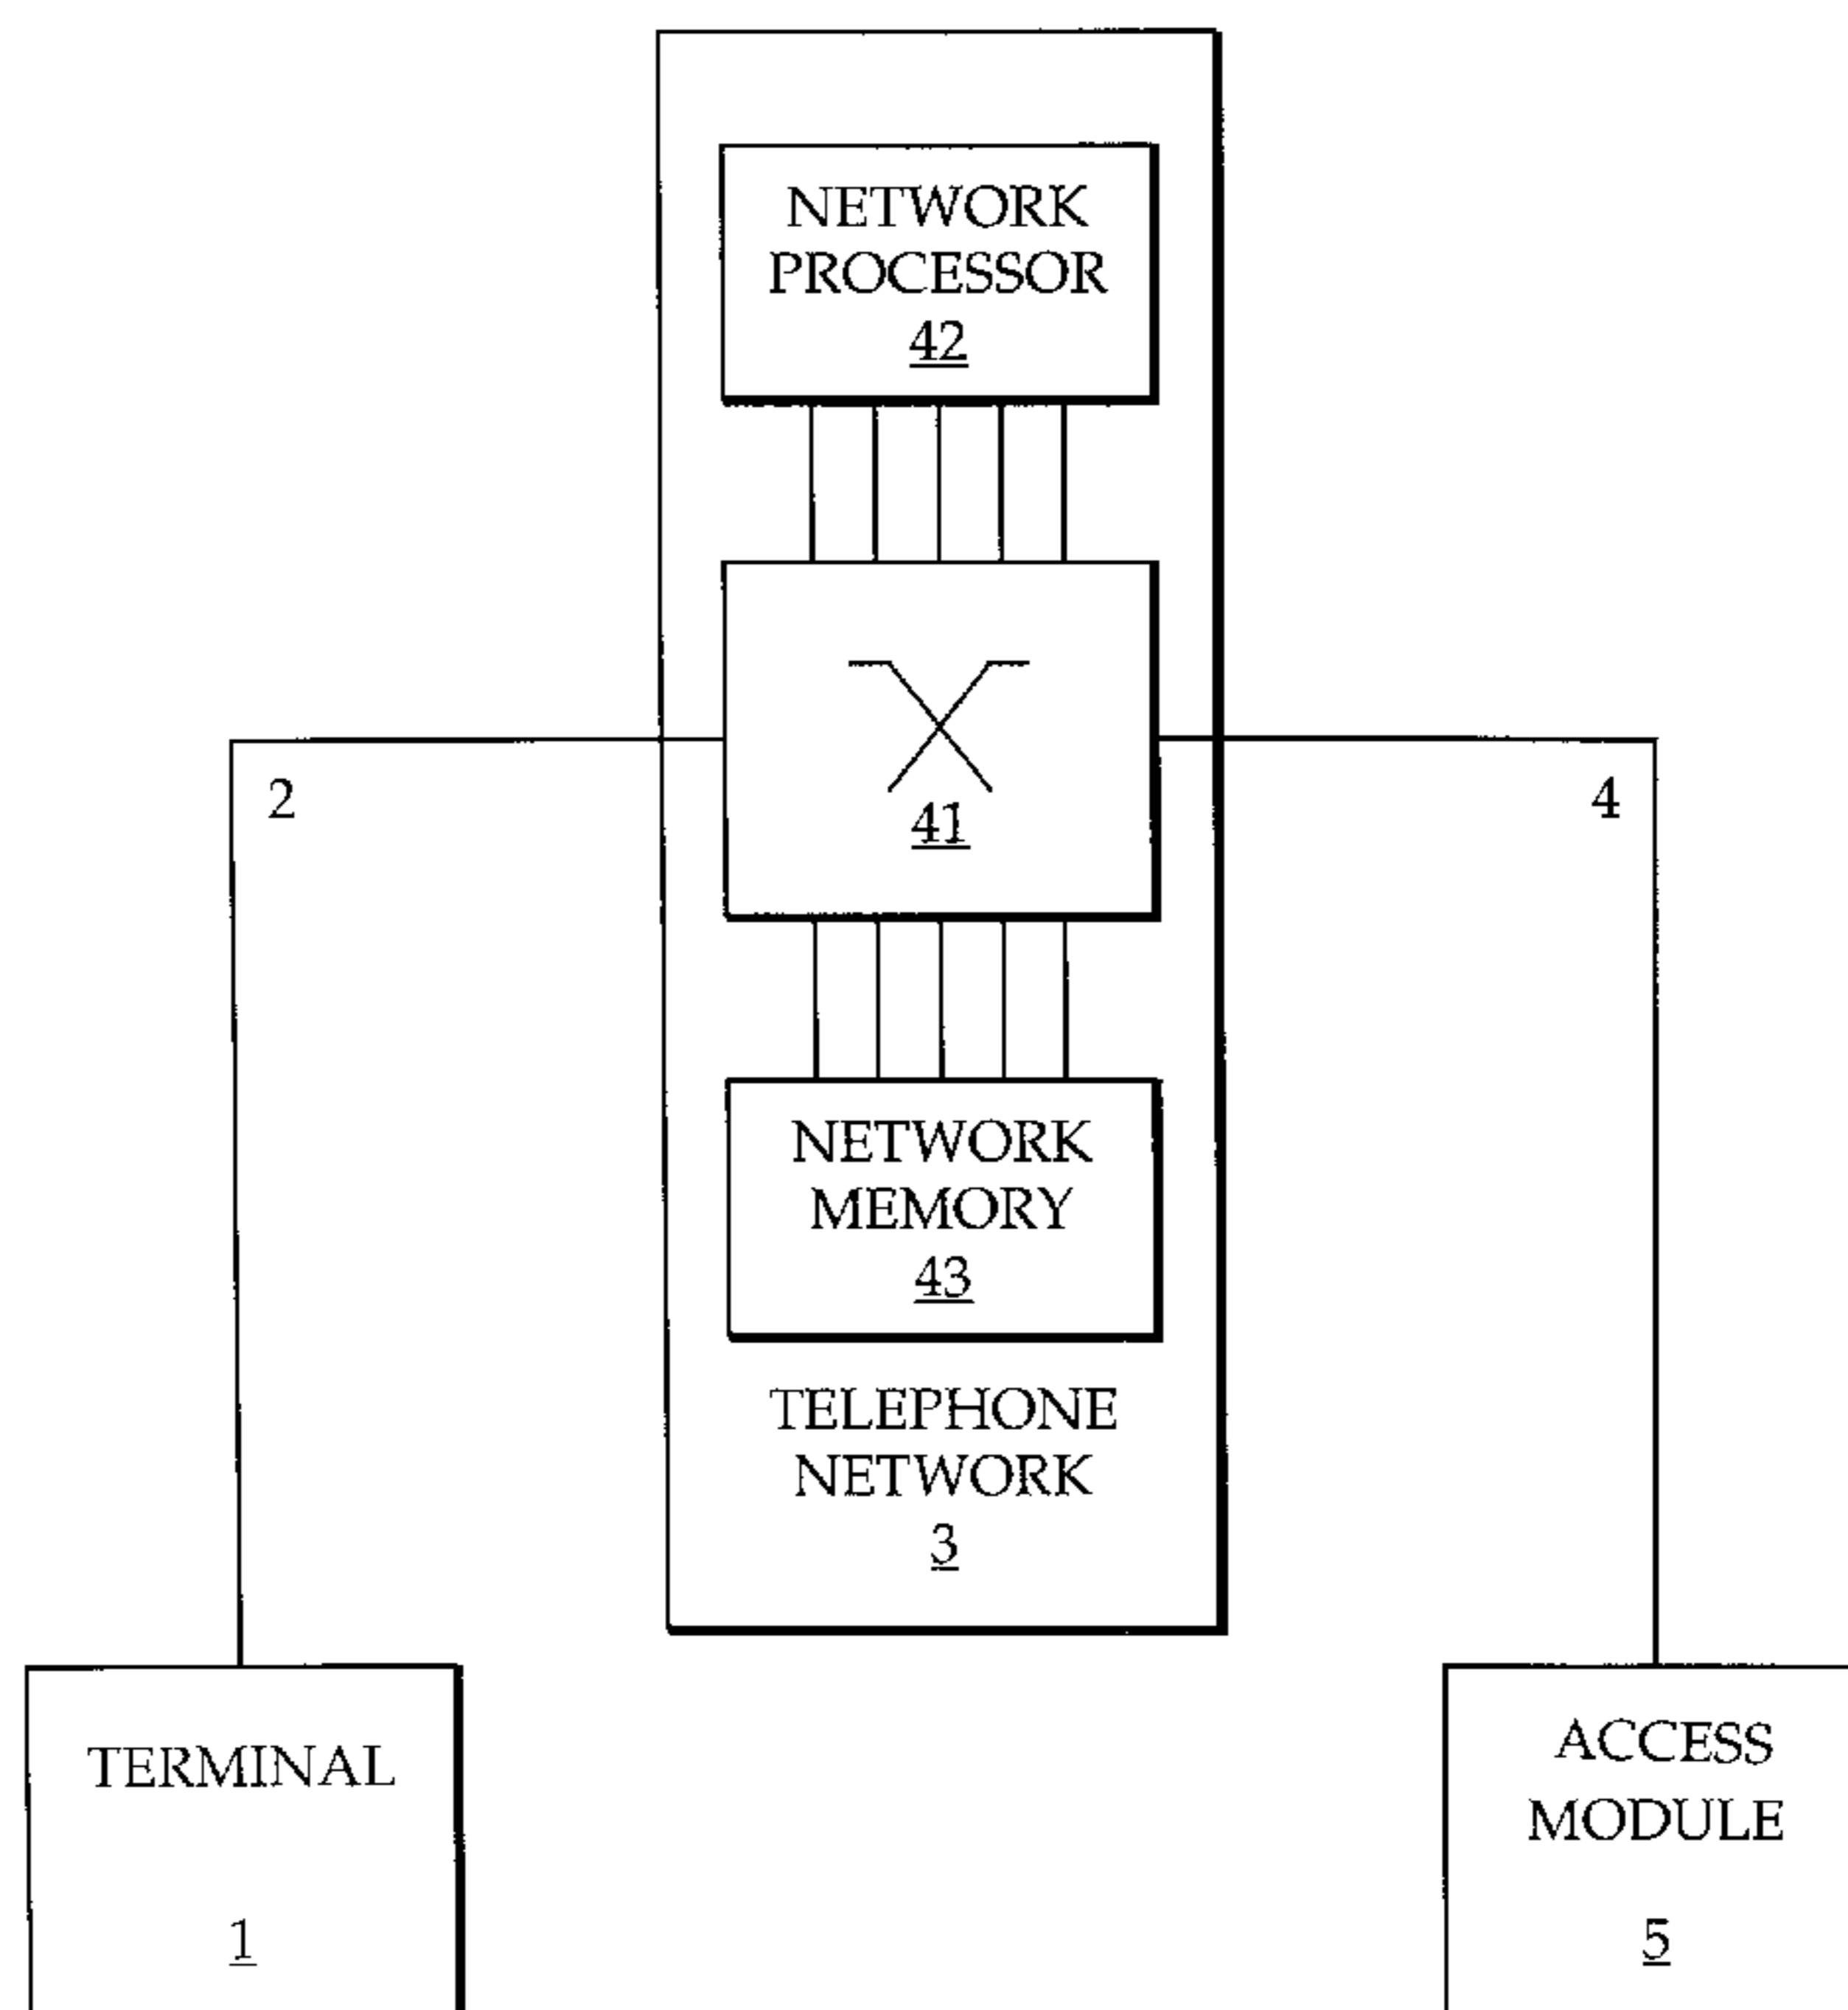 NETWORK
PROCESSOR
42
41
2
4
NETWORK
MEMORY
43
TELEPHONE
NETWORK
3
TERMINAL
1
ACCESS
MODULE
5